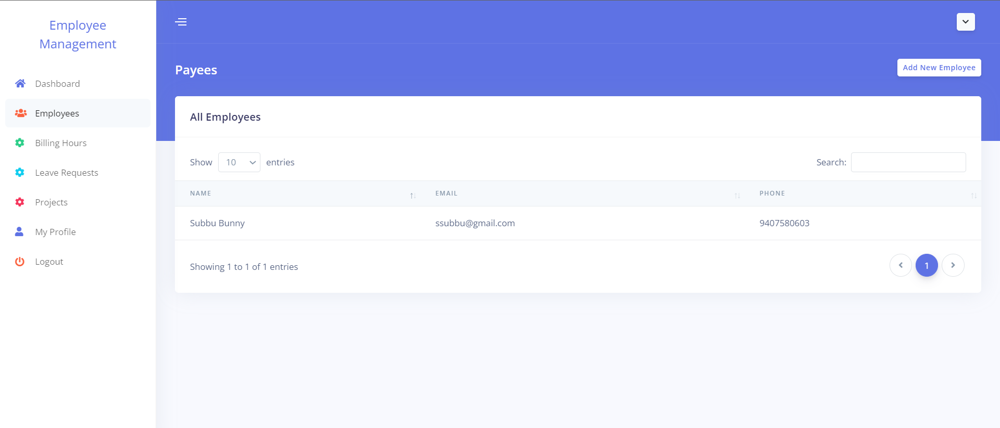 Employee
Management
Dashboard
Employees
Billing Hours
Leave Requests
Projects
My Profile
Logout
Payees
Add New Employee
All Employees
Show 10 entries
Search:
NAME EMAIL PHONE
Subbu Bunny ssubbu@gmail.com 9407580603
Showing 1 to 1 of 1 entries
1